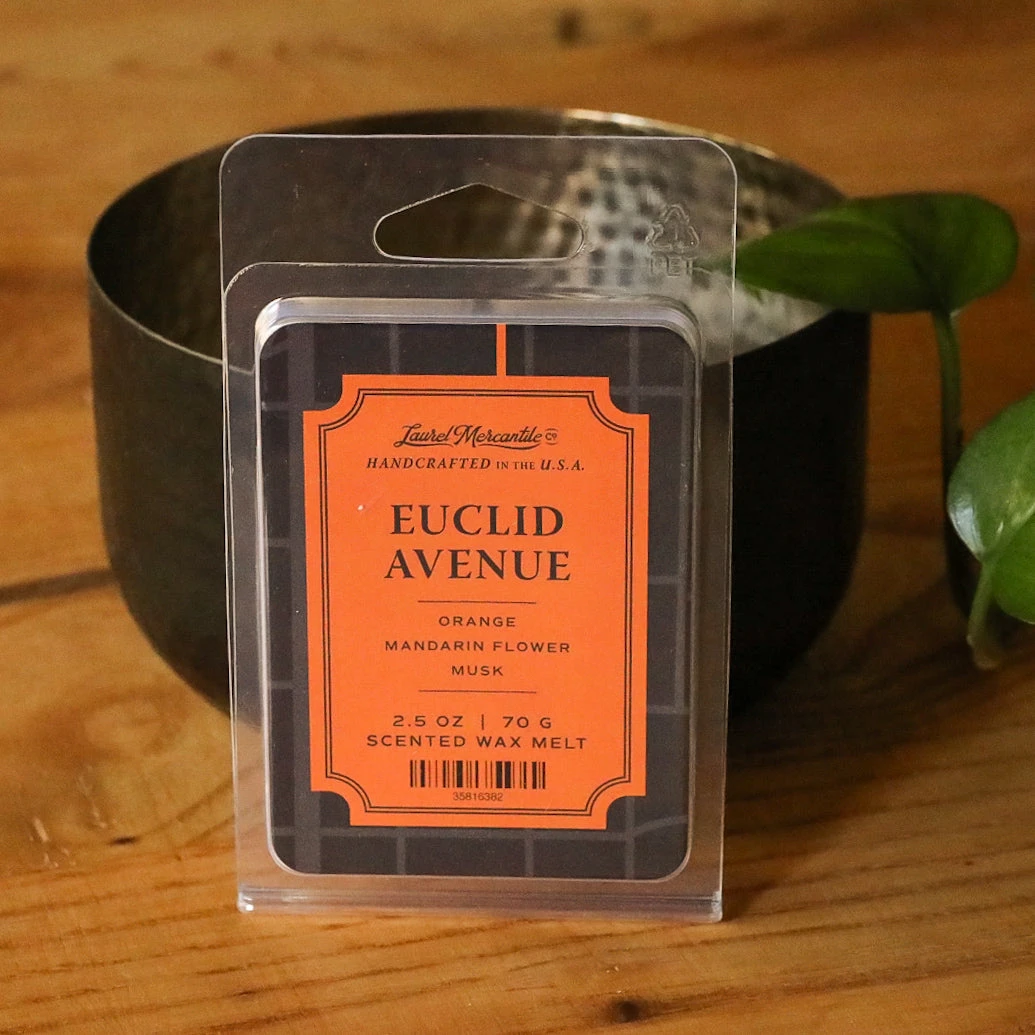 PET
Laurel Mercantile Co
HANDCRAFTED IN THE U.S.A.
EUCLID
AVENUE
ORANGE
MANDARIN FLOWER
MUSK
2.5 OZ | 70 G
SCENTED WAX MELT
35816382